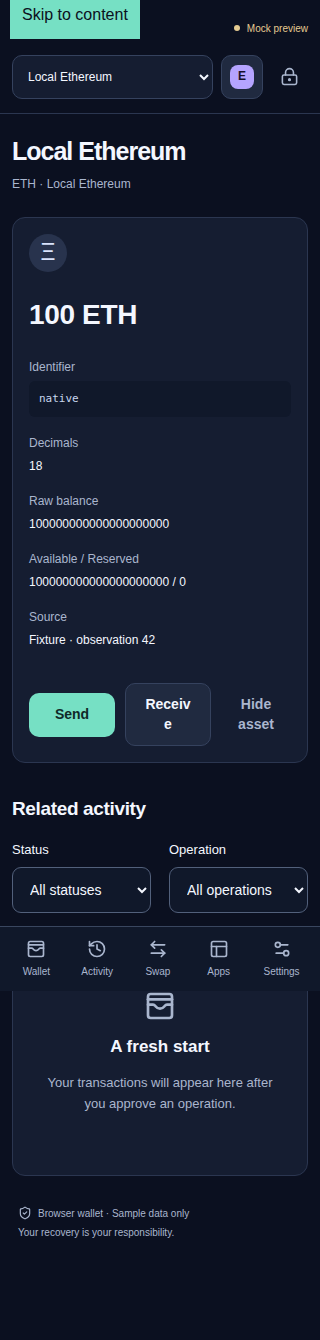 Skip to content
Mock preview
Local Ethereum
E
Local Ethereum
ETH · Local Ethereum
Ξ
100 ETH
Identifier
native
Decimals
18
Raw balance
100000000000000000000
Available / Reserved
100000000000000000000 / 0
Source
Fixture · observation 42
Send
Receiv
e
Hide
asset
Related activity
Status
Operation
All statuses
All operations
Wallet
Activity
Swap
Apps
Settings
A fresh start
Your transactions will appear here after
you approve an operation.
Browser wallet · Sample data only
Your recovery is your responsibility.